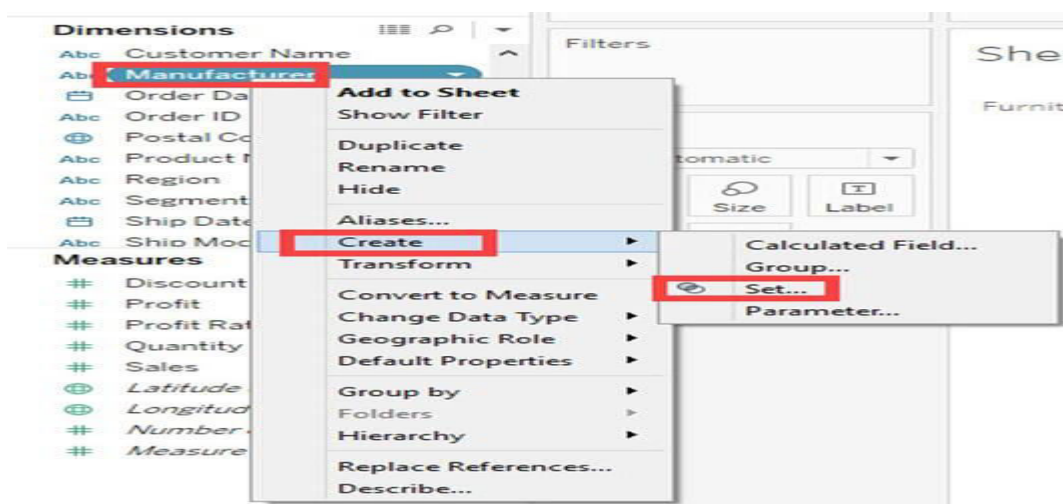 Dimensions
Abc Customer Name
Abc Manufacturer
Order Da
Abc Order ID
Postal Co
Abc Product N
Abc Region
Abc Segment
Ship Date
Abc Ship Mod
Measures
# Discount
# Profit
# Profit Rat
# Quantity
# Sales
Latitude
Longitud
# Number
# Measure
Add to Sheet
Show Filter
Duplicate
Rename
Hide
Aliases...
Create
Transform
Convert to Measure
Change Data Type
Geographic Role
Default Properties
Group by
Folders
Hierarchy
Replace References...
Describe...
Calculated Field...
Group...
Set...
Parameter...
Filters
tomatic
Size
T
Label
She
Furnit